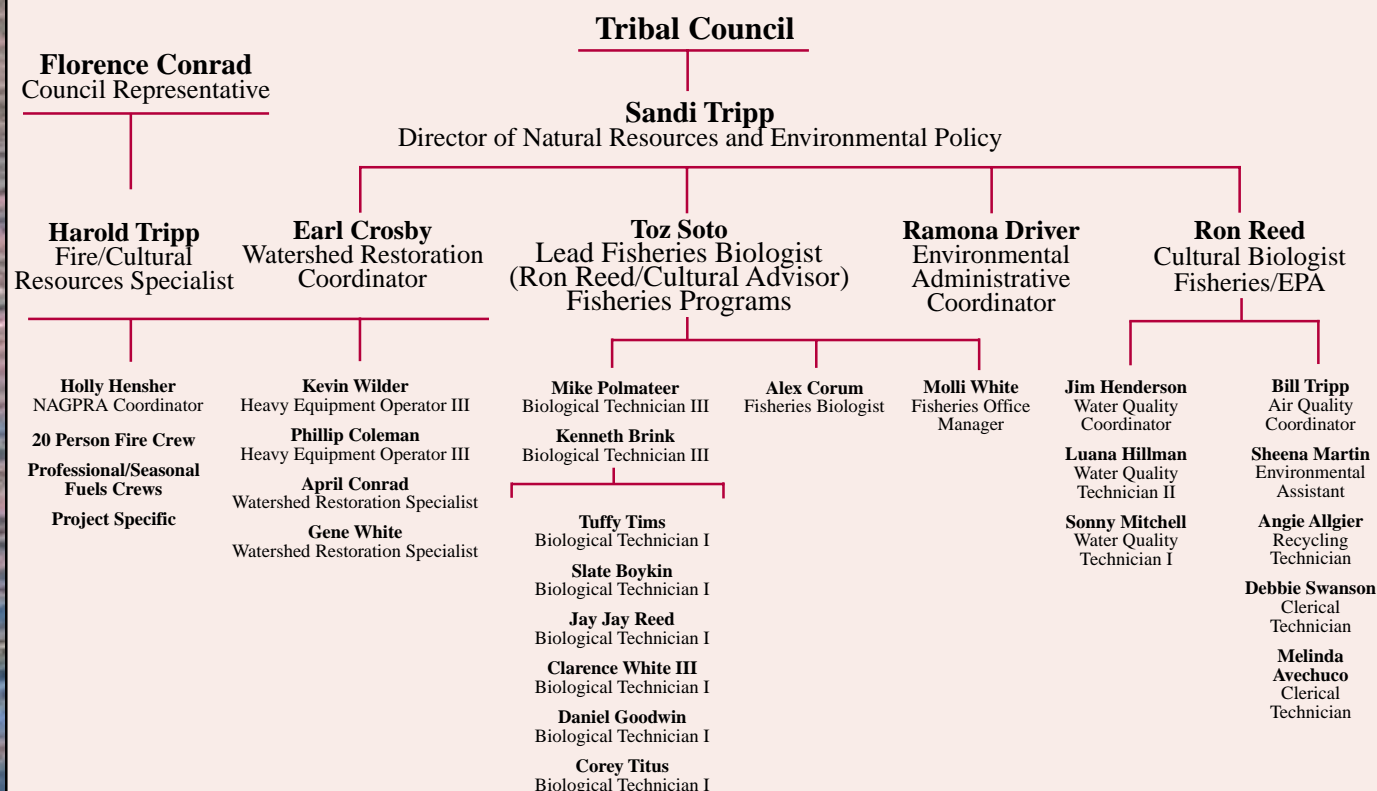 Tribal Council
Florence Conrad
Council Representative
Sandi Tripp
Director of Natural Resources and Environmental Policy
Harold Tripp
Fire/Cultural
Resources Specialist
Earl Crosby
Watershed Restoration
Coordinator
Toz Soto
Lead Fisheries Biologist
(Ron Reed/Cultural Advisor)
Fisheries Programs
Ramona Driver
Environmental
Administrative
Coordinator
Ron Reed
Cultural Biologist
Fisheries/EPA
Holly Hensher
NAGPRA Coordinator
20 Person Fire Crew
Professional/Seasonal
Fuels Crews
Project Specific
Kevin Wilder
Heavy Equipment Operator III
Phillip Coleman
Heavy Equipment Operator III
April Conrad
Watershed Restoration Specialist
Gene White
Watershed Restoration Specialist
Mike Polmateer
Biological Technician III
Kenneth Brink
Biological Technician III
Tuffy Tims
Biological Technician I
Slate Boykin
Biological Technician I
Jay Jay Reed
Biological Technician I
Clarence White III
Biological Technician I
Daniel Goodwin
Biological Technician I
Corey Titus
Biological Technician I
Alex Corum
Fisheries Biologist
Molli White
Fisheries Office
Manager
Jim Henderson
Water Quality
Coordinator
Luana Hillman
Water Quality
Technician II
Sonny Mitchell
Water Quality
Technician I
Bill Tripp
Air Quality
Coordinator
Sheena Martin
Environmental
Assistant
Angie Allgier
Recycling
Technician
Debbie Swanson
Clerical
Technician
Melinda
Avechuco
Clerical
Technician